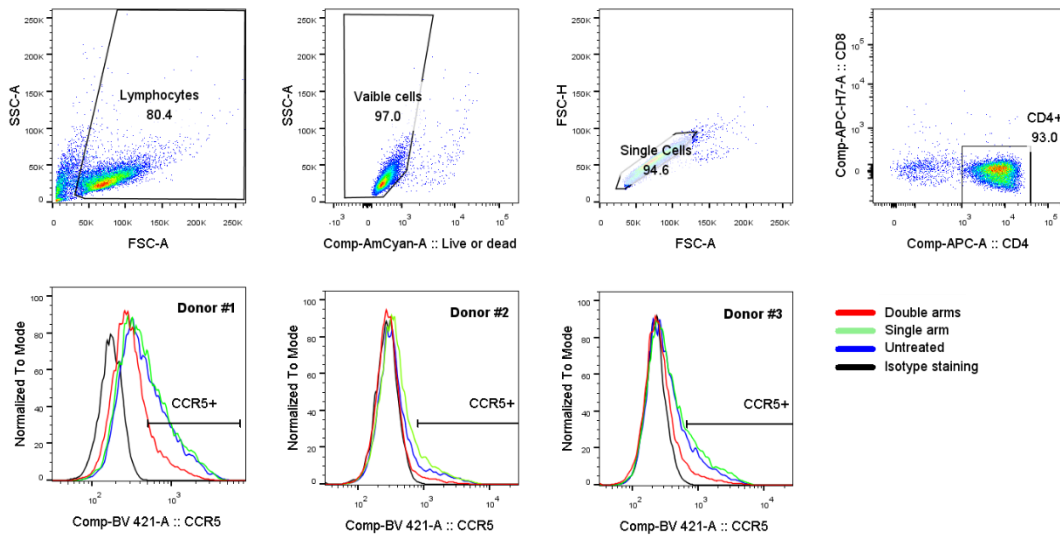 250K
200K
150K
100K
50K
0
SSC-A
Lymphocytes
80.4
0 50K 100K 150K 200K 250K
FSC-A
250K
200K
150K
100K
50K
0
SSC-A
Vaible cells
97.0
-10³ 0 10³ 10⁴ 10⁵
Comp-AmCyan-A :: Live or dead
250K
200K
150K
100K
50K
0
FSC-H
Single Cells
94.6
0 50K 100K 150K 200K 250K
FSC-A
10⁵
10⁴
10³
0
Comp-APC-H7-A :: CD8
CD4+
93.0
0 10³ 10⁴ 10⁵
Comp-APC-A :: CD4
100
80
60
40
20
0
Normalized To Mode
Donor #1
CCR5+
10² 10³
Comp-BV 421-A :: CCR5
100
80
60
40
20
0
Normalized To Mode
Donor #2
CCR5+
10² 10³ 10⁴
Comp-BV 421-A :: CCR5
100
80
60
40
20
0
Normalized To Mode
Donor #3
CCR5+
10² 10³ 10⁴
Comp-BV 421-A :: CCR5
Double arms
Single arm
Untreated
Isotype staining